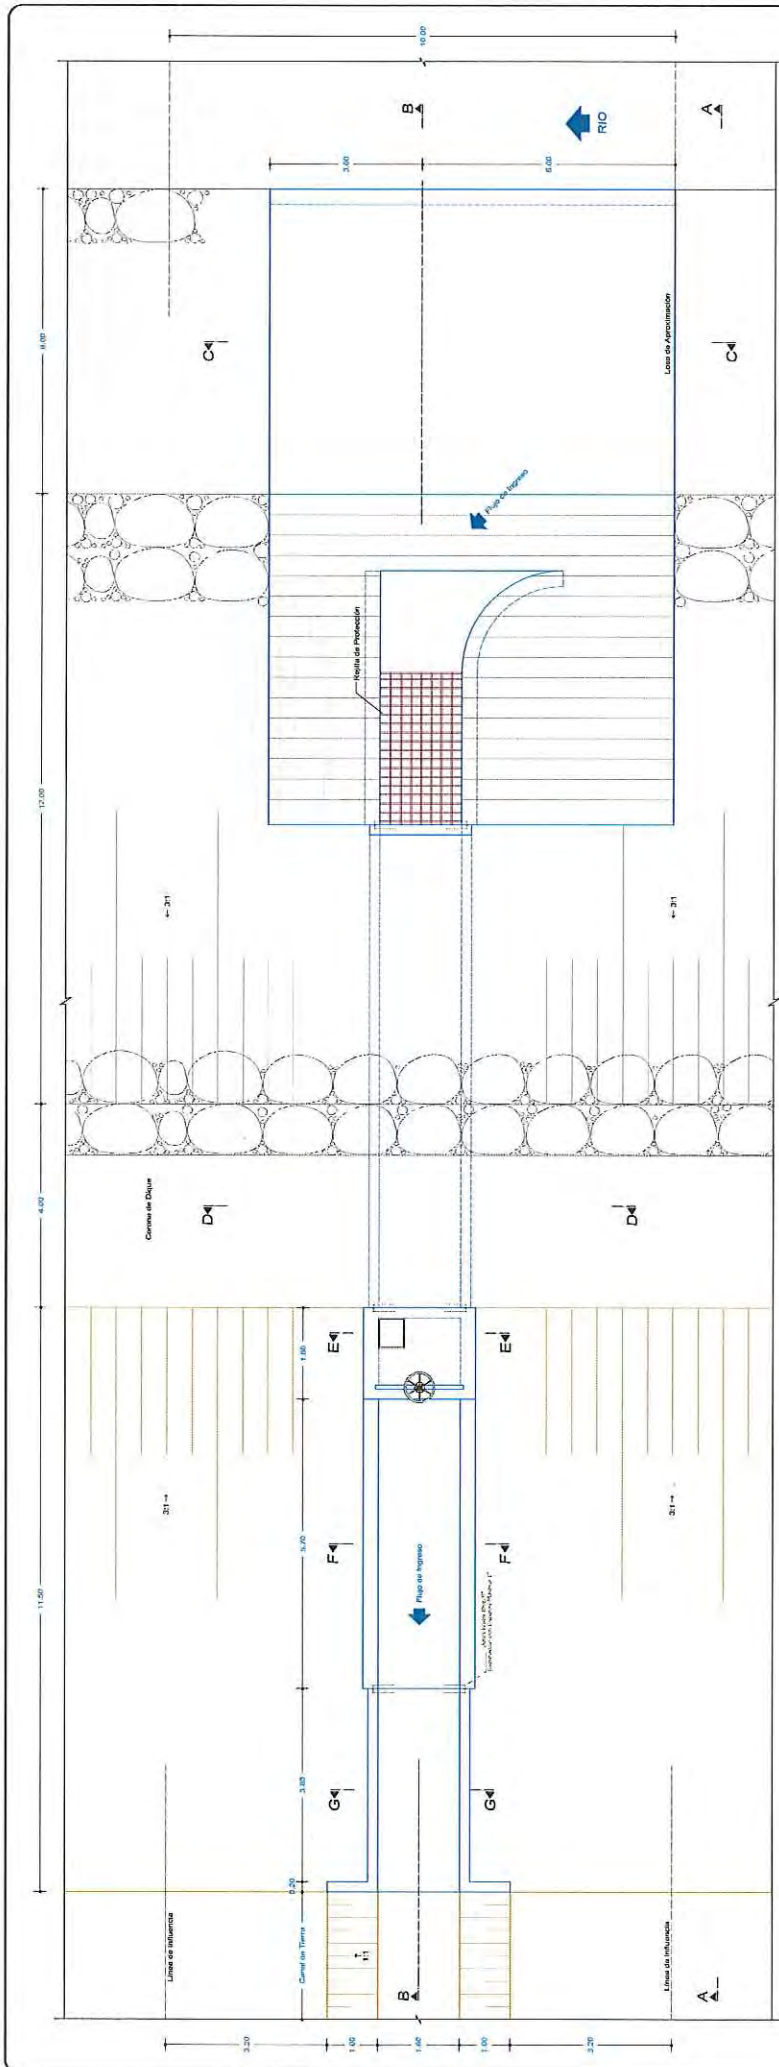 10.00
B
A
RIO
3.00
5.00
6.00
C
C
Losa de Aproximación
Flujo de Ingreso
Rejilla de Protección
12.00
← 3:1
← 3:1
4.00
Corona de Dique
D
D
E
E
1.80
3:1 →
3:1 →
11.50
F
F
5.70
Flujo de Ingreso
G
G
3.80
0.20
Línea de Influencia
Canal de Tierra
1:1
Línea de Influencia
B
A
3.20
1.00
1.60
1.00
3.20